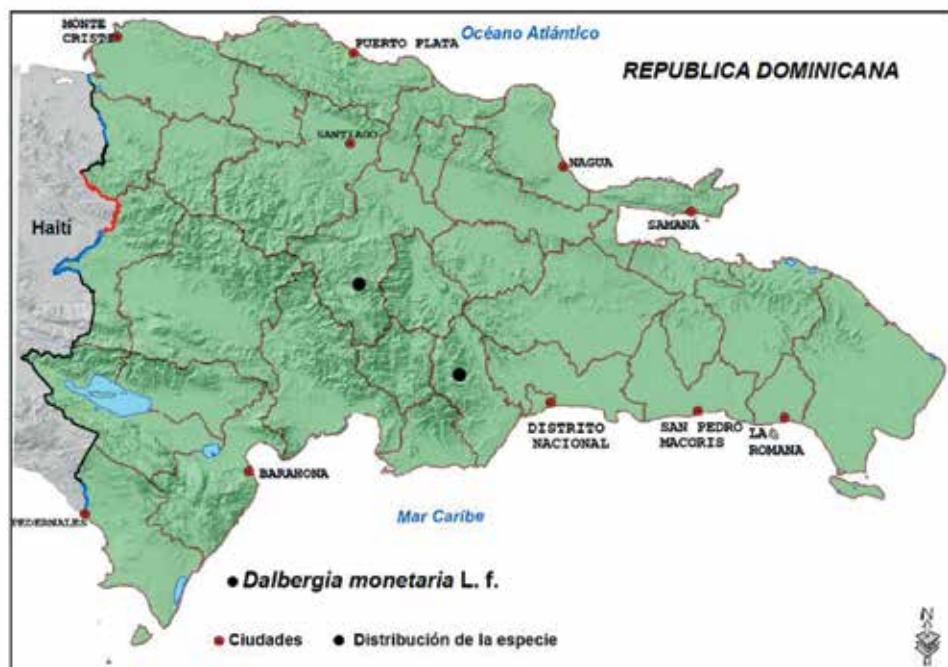 MONTE
CRISTI
Océano Atlántico
PUERTO PLATA
REPUBLICA DOMINICANA
SANTIAGO
NAGUA
SAMANÁ
Haití
DISTRITO
NACIONAL
SAN PEDRO
MACORIS
LA
ROMANA
BARAHONA
PEDERNALES
Mar Caribe
Dalbergia monetaria L. f.
Ciudades
Distribución de la especie
N